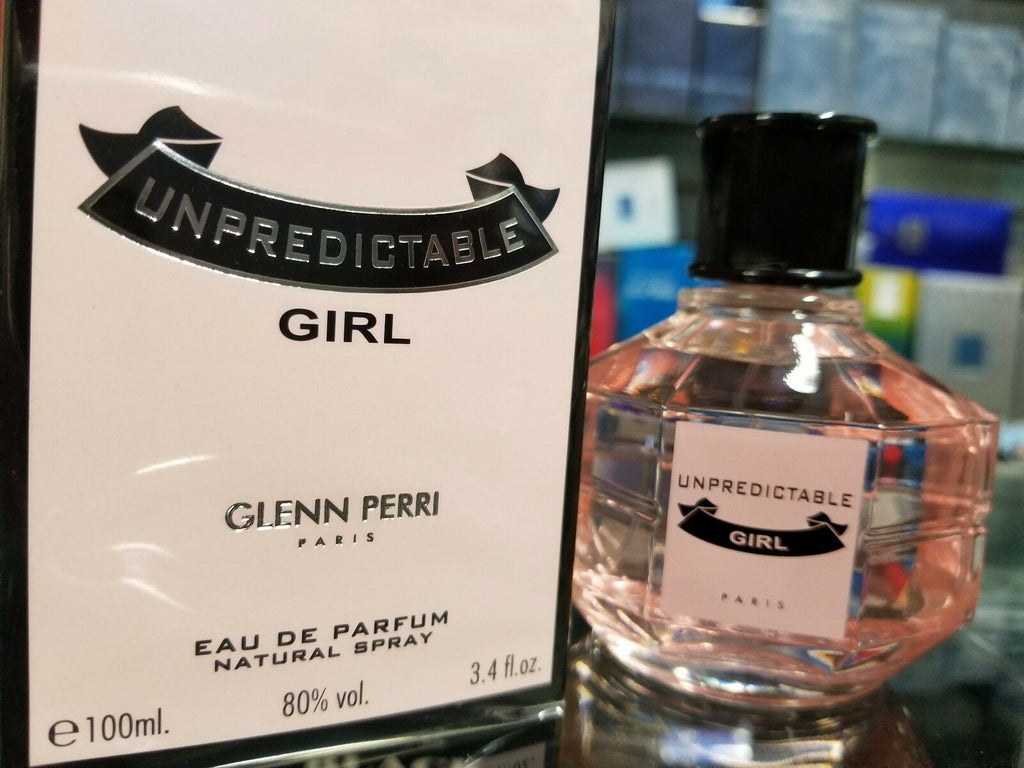 UNPREDICTABLE
GIRL
GLENN PERRI
PARIS
EAU DE PARFUM
NATURAL SPRAY
e100ml.
80% vol.
3.4 fl.oz.
UNPREDICTABLE
GIRL
PARIS